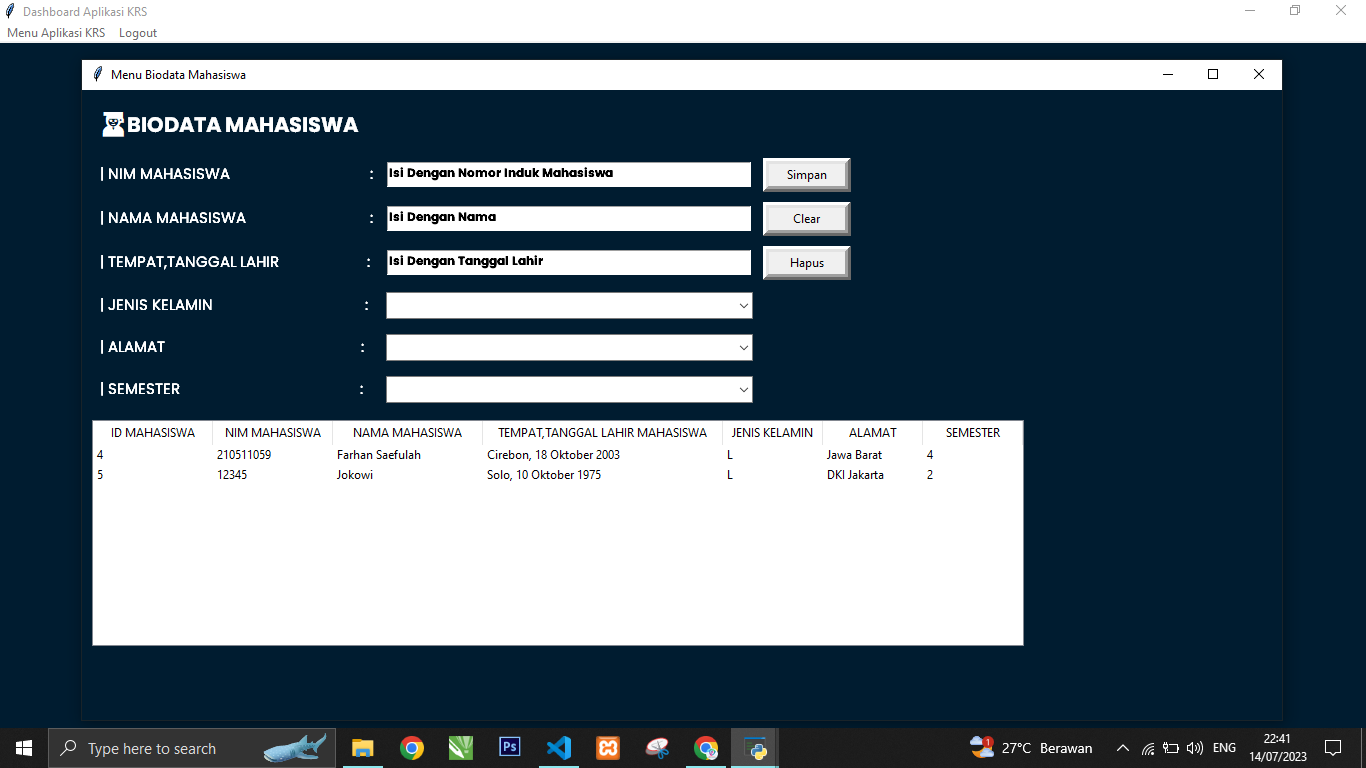 Dashboard Aplikasi KRS
Menu Aplikasi KRS Logout
Menu Biodata Mahasiswa
BIODATA MAHASISWA
| NIM MAHASISWA : Isi Dengan Nomor Induk Mahasiswa Simpan
| NAMA MAHASISWA : Isi Dengan Nama Clear
| TEMPAT,TANGGAL LAHIR : Isi Dengan Tanggal Lahir Hapus
| JENIS KELAMIN :
| ALAMAT :
| SEMESTER :
ID MAHASISWA NIM MAHASISWA NAMA MAHASISWA TEMPAT,TANGGAL LAHIR MAHASISWA JENIS KELAMIN ALAMAT SEMESTER
4 210511059 Farhan Saefulah Cirebon, 18 Oktober 2003 L Jawa Barat 4
5 12345 Jokowi Solo, 10 Oktober 1975 L DKI Jakarta 2
Type here to search Ps 1 27°C Berawan ENG 22:41
14/07/2023